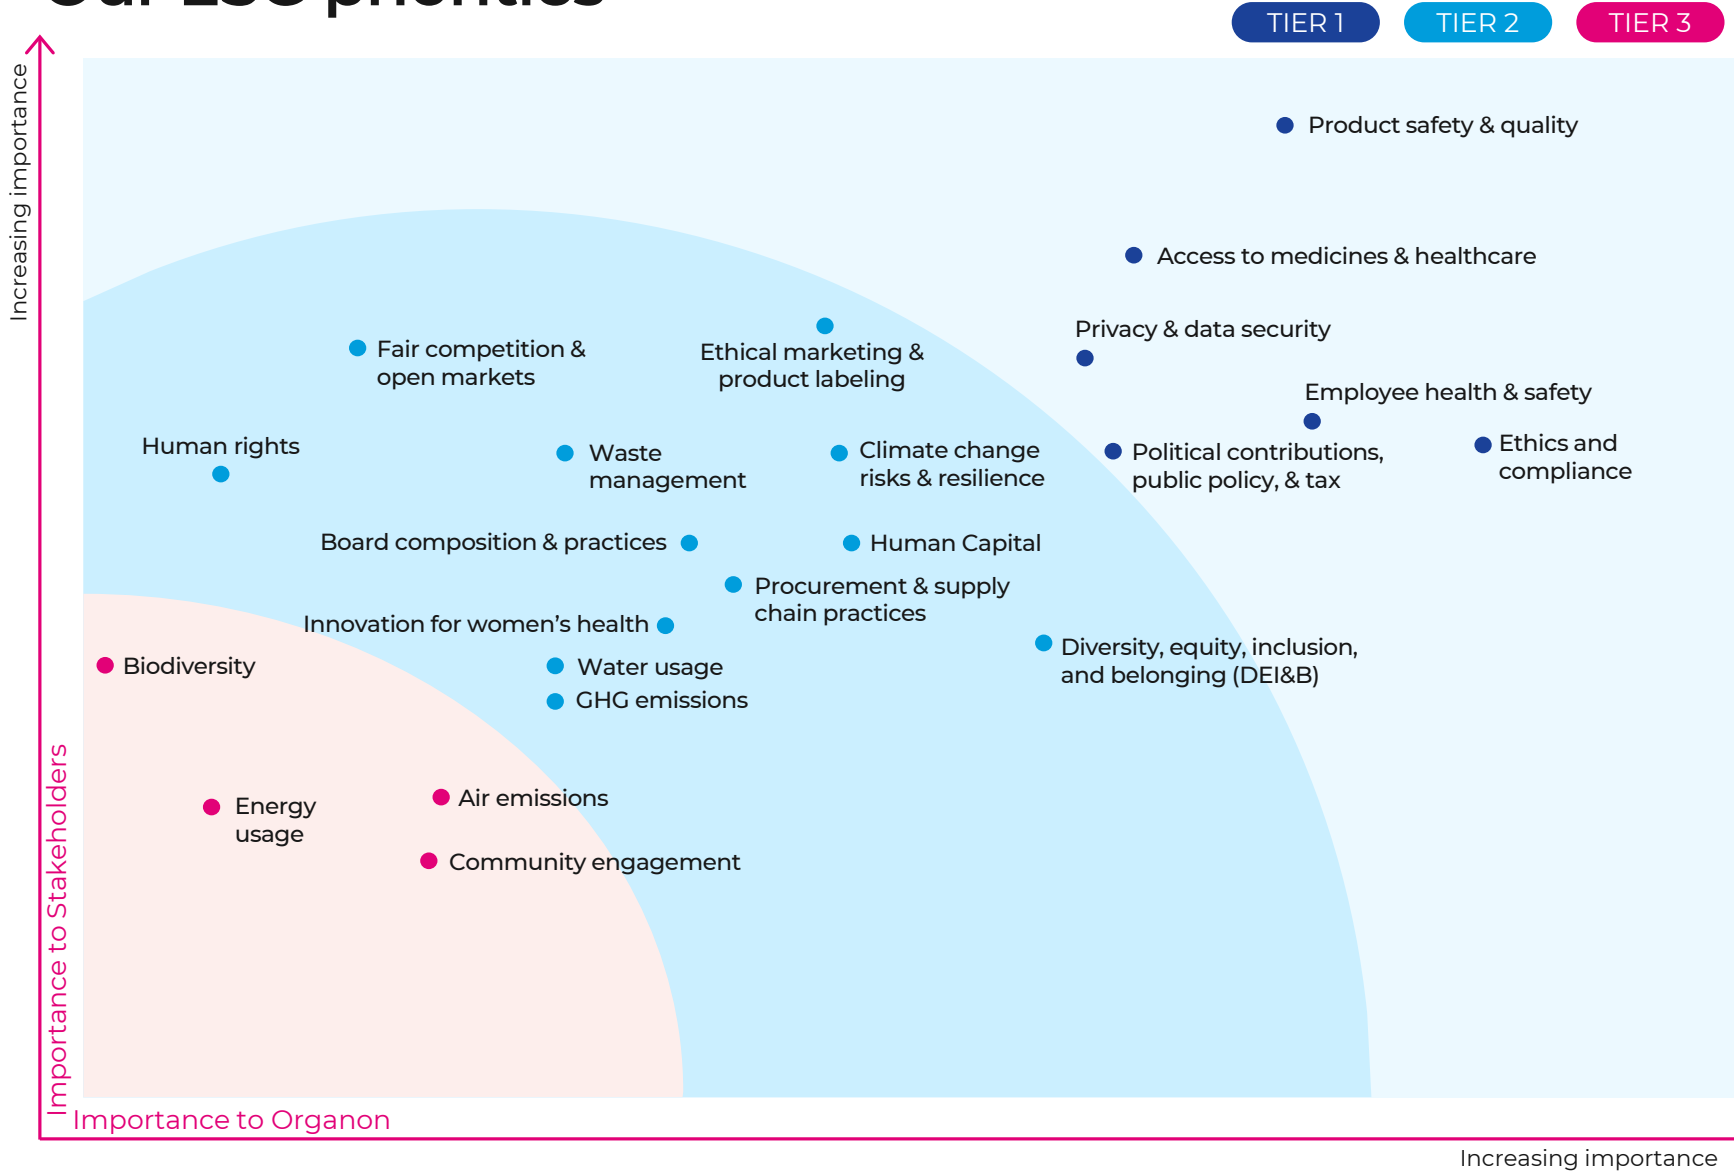 Our ESG priorities
TIER 1
TIER 2
TIER 3
Increasing importance
Product safety & quality
Access to medicines & healthcare
Privacy & data security
Fair competition &
open markets
Ethical marketing &
product labeling
Employee health & safety
Human rights
Waste
management
Climate change
risks & resilience
Political contributions,
public policy, & tax
Ethics and
compliance
Board composition & practices
Human Capital
Procurement & supply
chain practices
Innovation for women's health
Diversity, equity, inclusion,
and belonging (DEI&B)
Biodiversity
Water usage
GHG emissions
Energy
usage
Air emissions
Community engagement
Importance to Stakeholders
Importance to Organon
Increasing importance